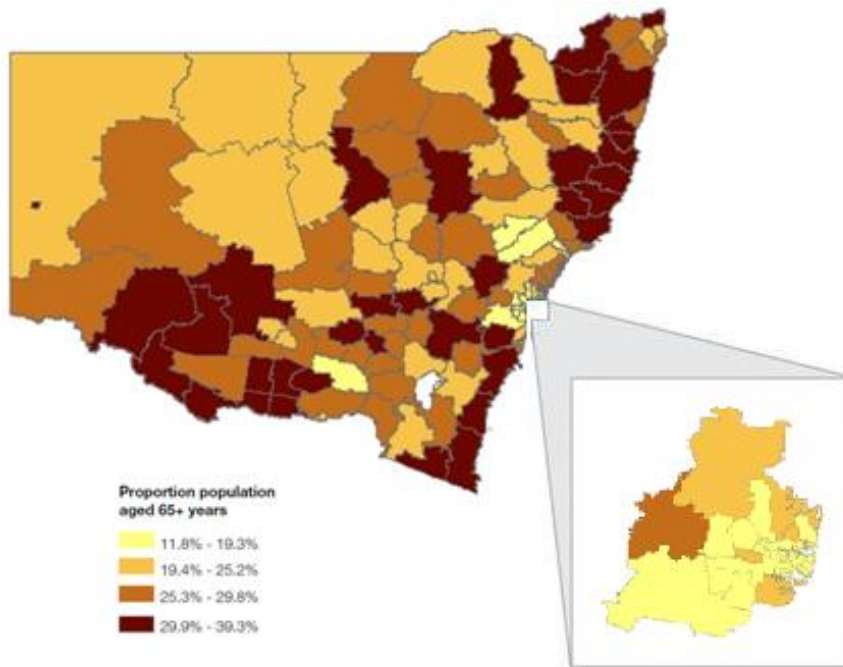 Proportion population
aged 65+ years
11.8% - 19.3%
19.4% - 25.2%
25.3% - 29.8%
29.9% - 39.3%